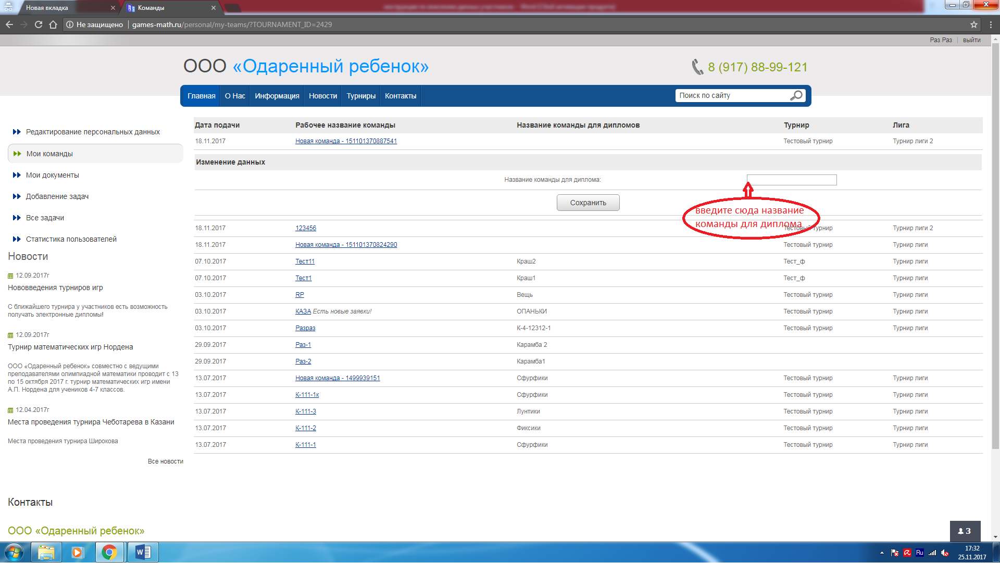 Новая вкладка
Команды
инструкция по внесению данных участников - Word (Сбой активации продукта)
Не защищено | games-math.ru/personal/my-teams/?TOURNAMENT_ID=2429
Раз Раз | выйти
ООО «Одаренный ребенок»
8 (917) 88-99-121
Главная О Нас Информация Новости Турниры Контакты
Поиск по сайту
Редактирование персональных данных
Мои команды
Мои документы
Добавление задач
Все задачи
Статистика пользователей
Новости
12.09.2017г
Нововведения турниров игр
С ближайшего турнира у участников есть возможность
получать электронные дипломы!
12.09.2017г
Турнир математических игр Нордена
ООО «Одаренный ребенок» совместно с ведущими
преподавателями олимпиадной математики проводит с 13
по 15 октября 2017 г. турнир математических игр имени
А.П. Нордена для учеников 4-7 классов.
12.04.2017г
Места проведения турнира Чеботарева в Казани
Места проведения турнира Широкова
Все новости
Дата подачи Рабочее название команды Название команды для дипломов Турнир Лига
18.11.2017 Новая команда - 151101370887541 Тестовый турнир Турнир лиги 2
Изменение данных
Название команды для диплома:
Сохранить
введите сюда название
команды для диплома
18.11.2017 123456 Тестовый турнир Турнир лиги 2
18.11.2017 Новая команда - 151101370824290 Тестовый турнир Турнир лиги
07.10.2017 Тест11 Краш2 Тест_ф Турнир лиги
07.10.2017 Тест1 Краш1 Тест_ф Турнир лиги
03.10.2017 RP Вещь Тестовый турнир Турнир лиги
03.10.2017 КАЗА Есть новые заявки! ОПАНЬКИ Тестовый турнир Турнир лиги
03.10.2017 Разраз К-4-12312-1 Тестовый турнир Турнир лиги
29.09.2017 Раз-1 Карамба 2
29.09.2017 Раз-2 Карамба1
13.07.2017 Новая команда - 1499939151 Сфурфики Тестовый турнир Турнир лиги
13.07.2017 К-111-1к Сфурфики Тестовый турнир Турнир лиги
13.07.2017 К-111-3 Лунтики Тестовый турнир Турнир лиги
13.07.2017 К-111-2 Фиксики Тестовый турнир Турнир лиги
13.07.2017 К-111-1 Сфурфики Тестовый турнир Турнир лиги
Контакты
ООО «Одаренный ребенок»
3
Ru
17:32
25.11.2017